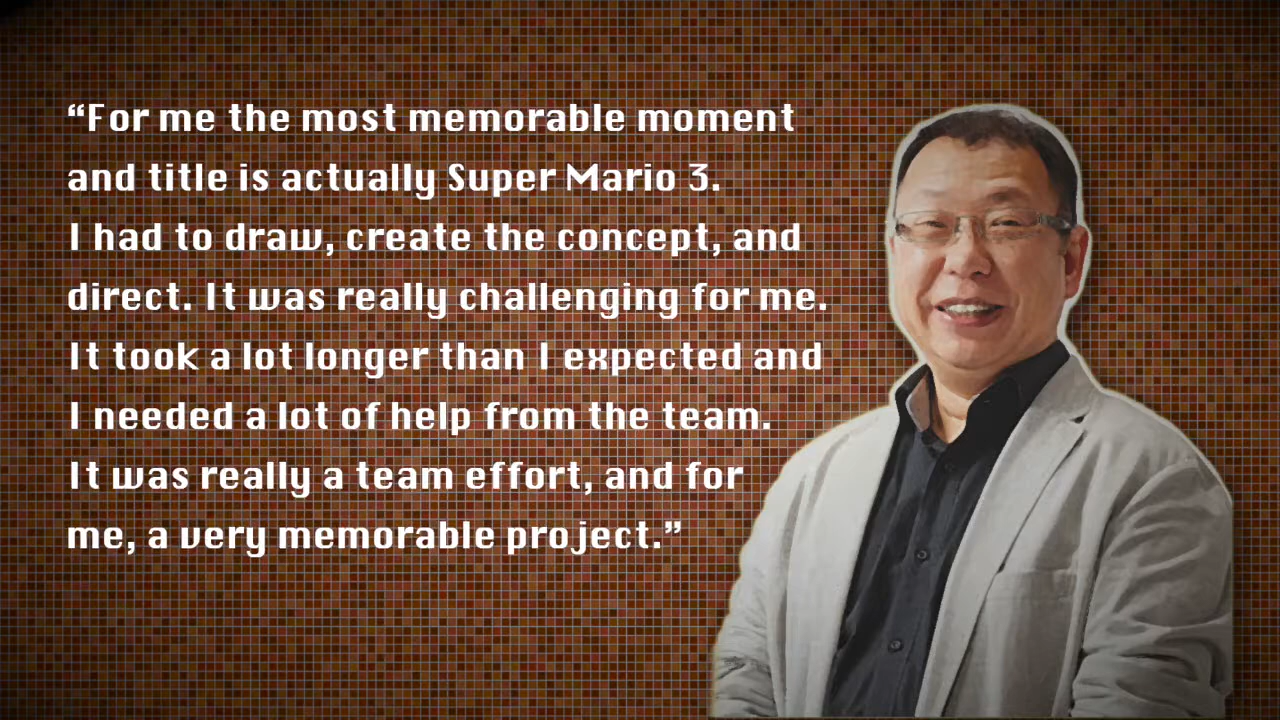 “For me the most memorable moment
and title is actually Super Mario 3.
I had to draw, create the concept, and
direct. It was really challenging for me.
It took a lot longer than I expected and
I needed a lot of help from the team.
It was really a team effort, and for
me, a very memorable project.”